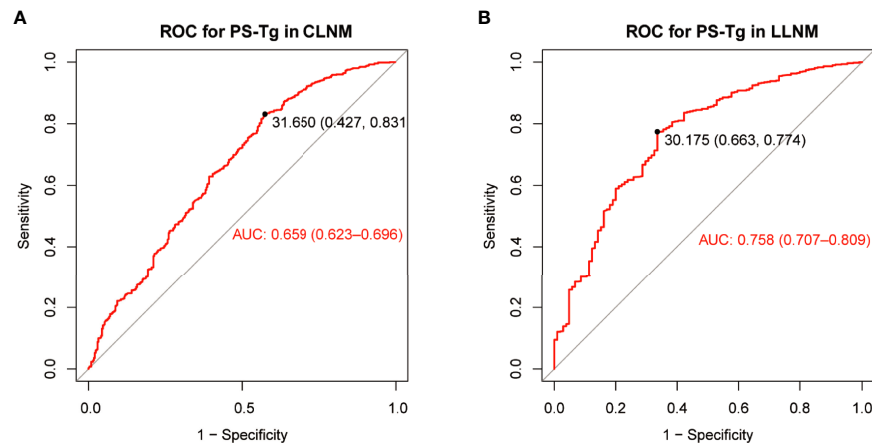 A
ROC for PS-Tg in CLNM
1.0
0.8
0.6
0.4
0.2
0.0
Sensitivity
31.650 (0.427, 0.831
AUC: 0.659 (0.623–0.696)
0.0 0.5 1.0
1 − Specificity
B
ROC for PS-Tg in LLNM
1.0
0.8
0.6
0.4
0.2
0.0
Sensitivity
30.175 (0.663, 0.774)
AUC: 0.758 (0.707–0.809)
0.0 0.2 0.4 0.6 0.8 1.0
1 − Specificity